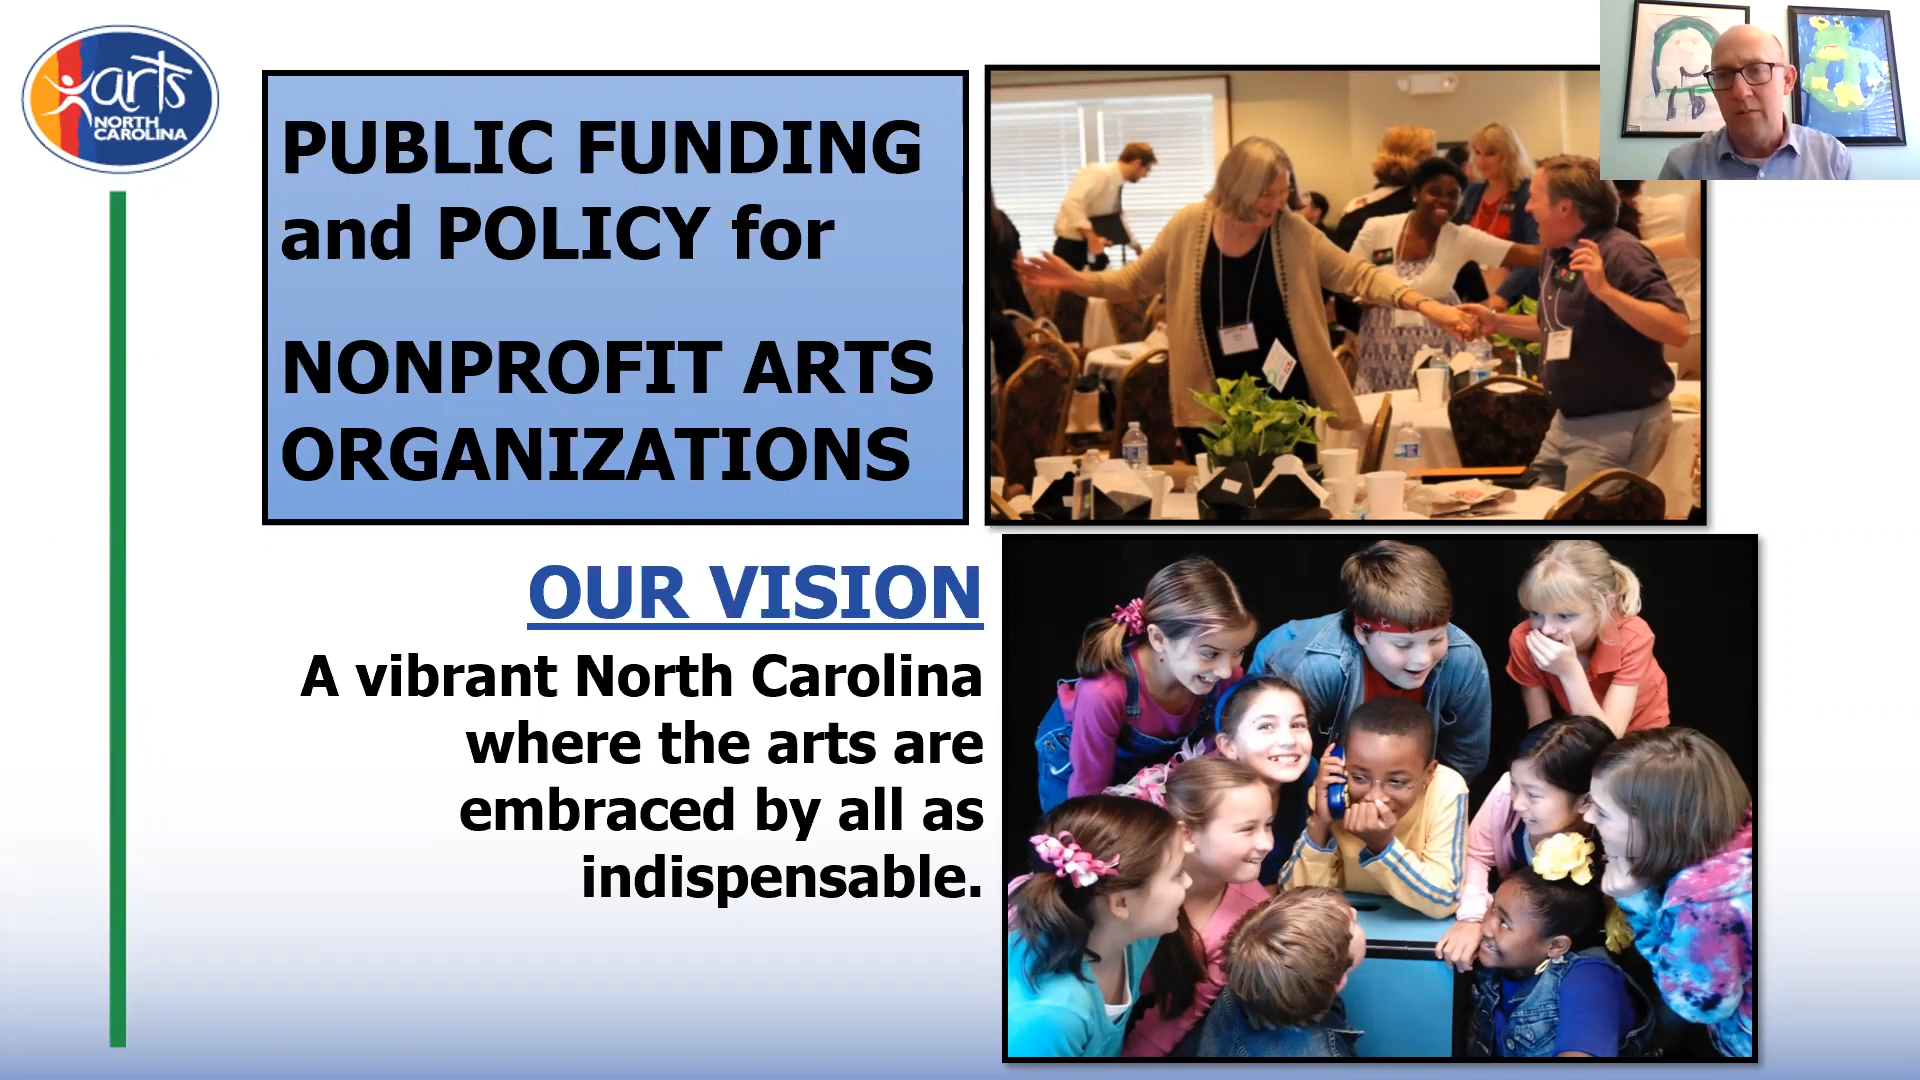 arts
NORTH
CAROLINA
PUBLIC FUNDING
and POLICY for
NONPROFIT ARTS
ORGANIZATIONS
OUR VISION
A vibrant North Carolina
where the arts are
embraced by all as
indispensable.